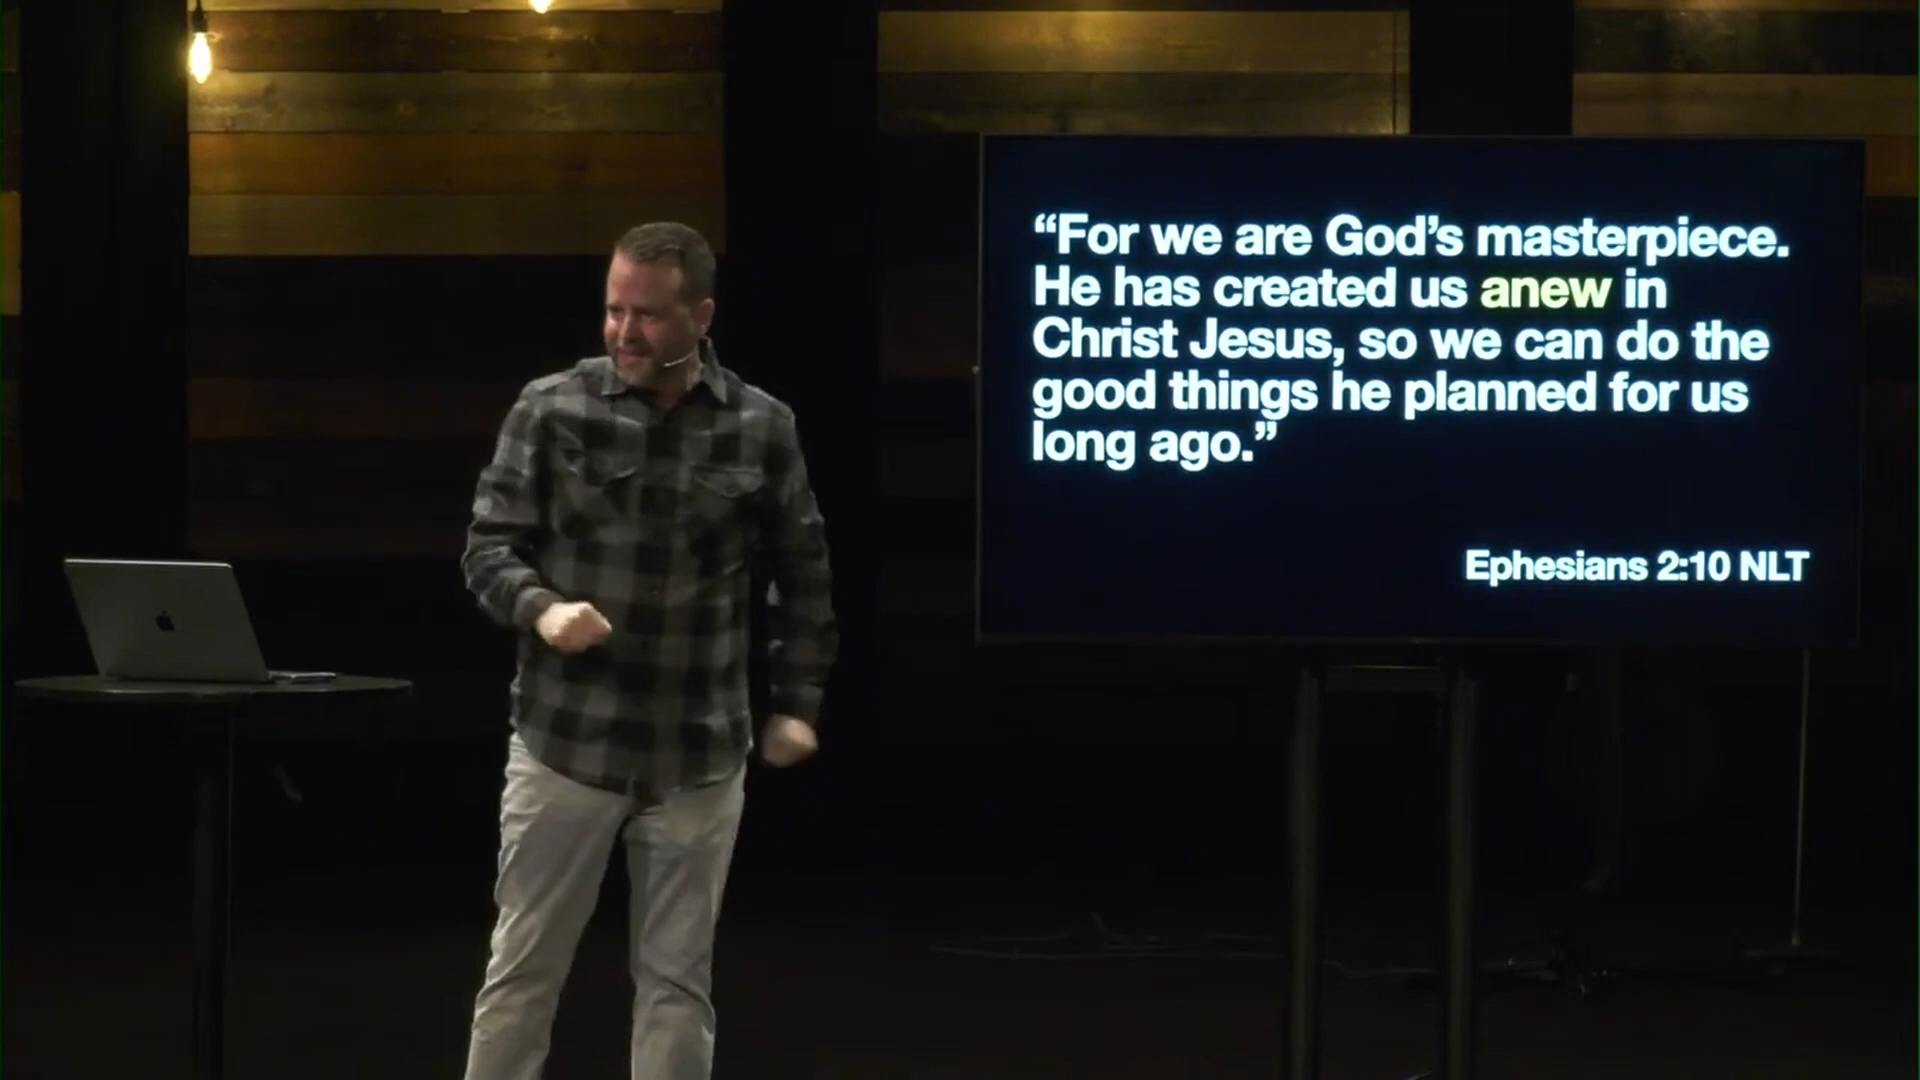 “For we are God’s masterpiece.
He has created us anew in
Christ Jesus, so we can do the
good things he planned for us
long ago.”
Ephesians 2:10 NLT